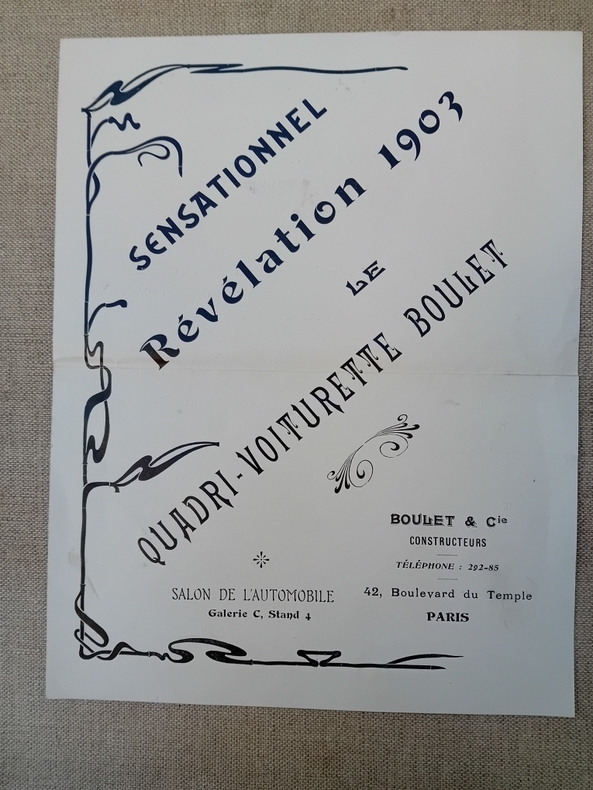 SENSATIONNEL
Révélation 1903
LE
QUADRI-VOITURETTE BOULET
SALON DE L'AUTOMOBILE
Galerie C, Stand 4
BOULET & Cie
CONSTRUCTEURS
TÉLÉPHONE : 292-85
42, Boulevard du Temple
PARIS